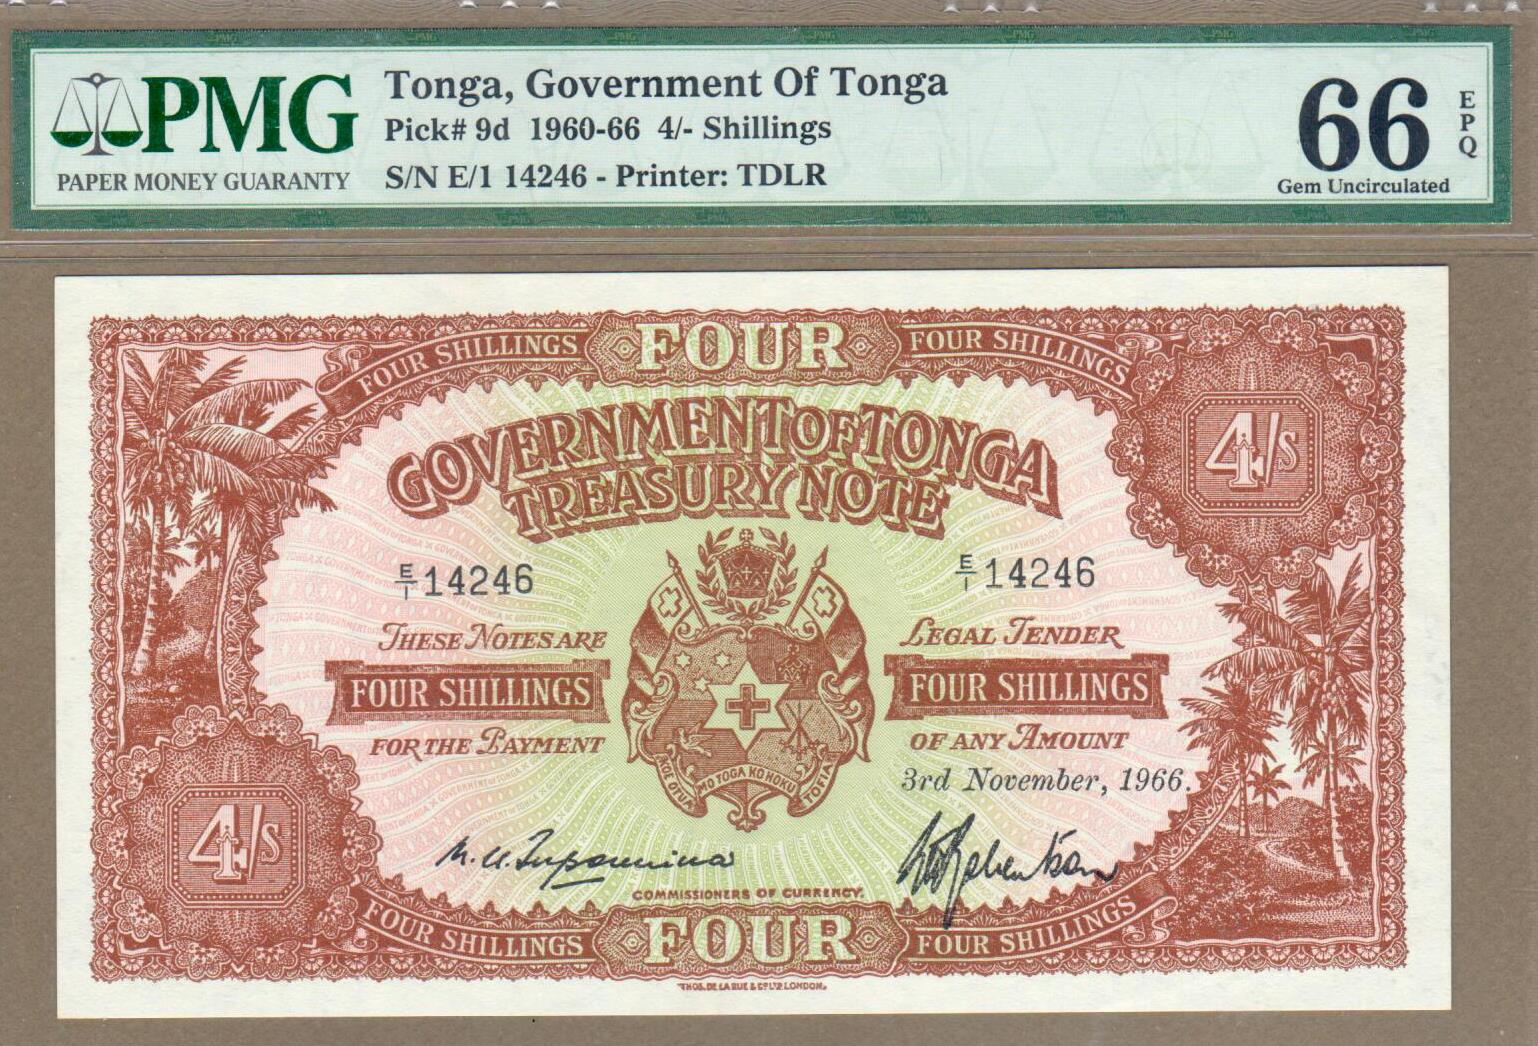 PMG
PAPER MONEY GUARANTY
Tonga, Government Of Tonga
Pick# 9d 1960-66 4/- Shillings
S/N E/1 14246 - Printer: TDLR
66
EPQ
Gem Uncirculated
FOUR SHILLINGS FOUR FOUR SHILLINGS
4/s
GOVERNMENT OF TONGA
TREASURY NOTE
E/1 14246 E/1 14246
THESE NOTES ARE LEGAL TENDER
FOUR SHILLINGS FOUR SHILLINGS
FOR THE PAYMENT OF ANY AMOUNT
KOE OTUA MO TOGA KO HOKU TOFIA
3rd November, 1966.
4/s
COMMISSIONERS OF CURRENCY.
FOUR SHILLINGS FOUR FOUR SHILLINGS
THOS. DE LA RUE & CO LTD. LONDON.